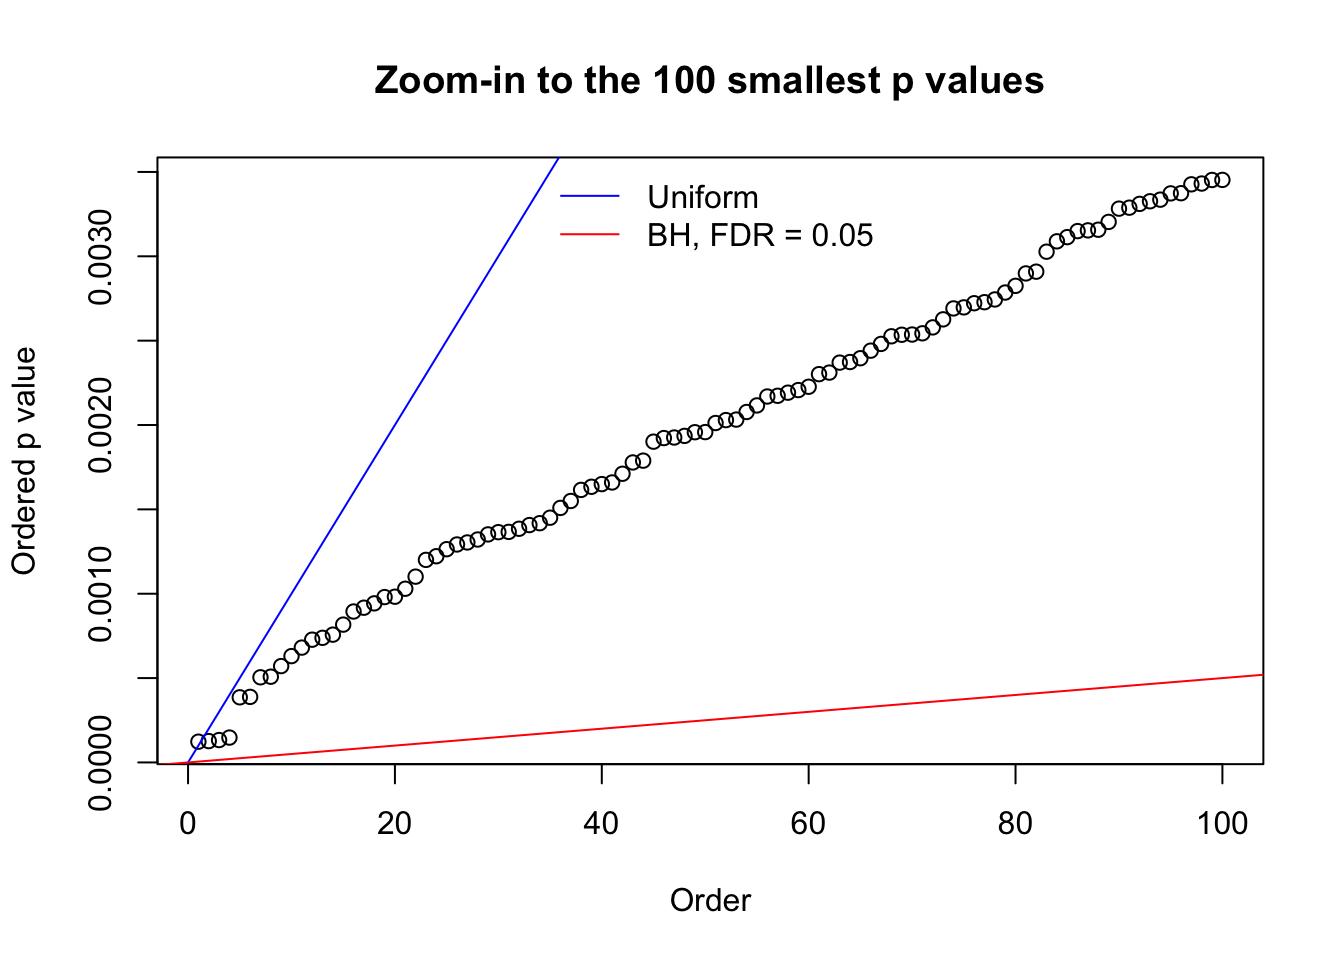 Zoom-in to the 100 smallest p values
Uniform
BH, FDR = 0.05
Ordered p value
0.0030
0.0020
0.0010
0.0000
0 20 40 60 80 100
Order